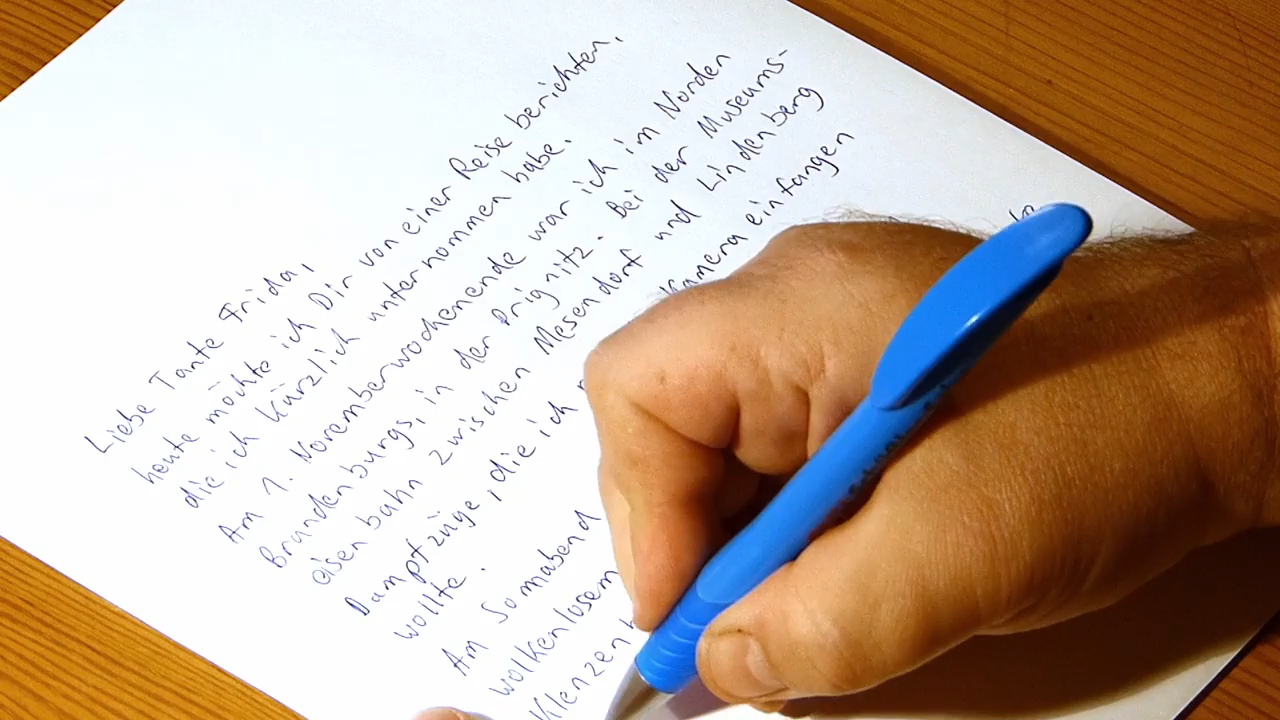 Liebe Tante Frida,
heute möchte ich Dir von einer Reise berichten,
die ich kürzlich unternommen habe.
Am 1. Novemberwochenende war ich im Norden
Brandenburgs, in der Prignitz. Bei der Museums-
eisenbahn zwischen Mesendorf und Lindenberg
Dampfzüge, die ich Kamera einfangen
wollte.
Am Sonnabend
wolkenlosem